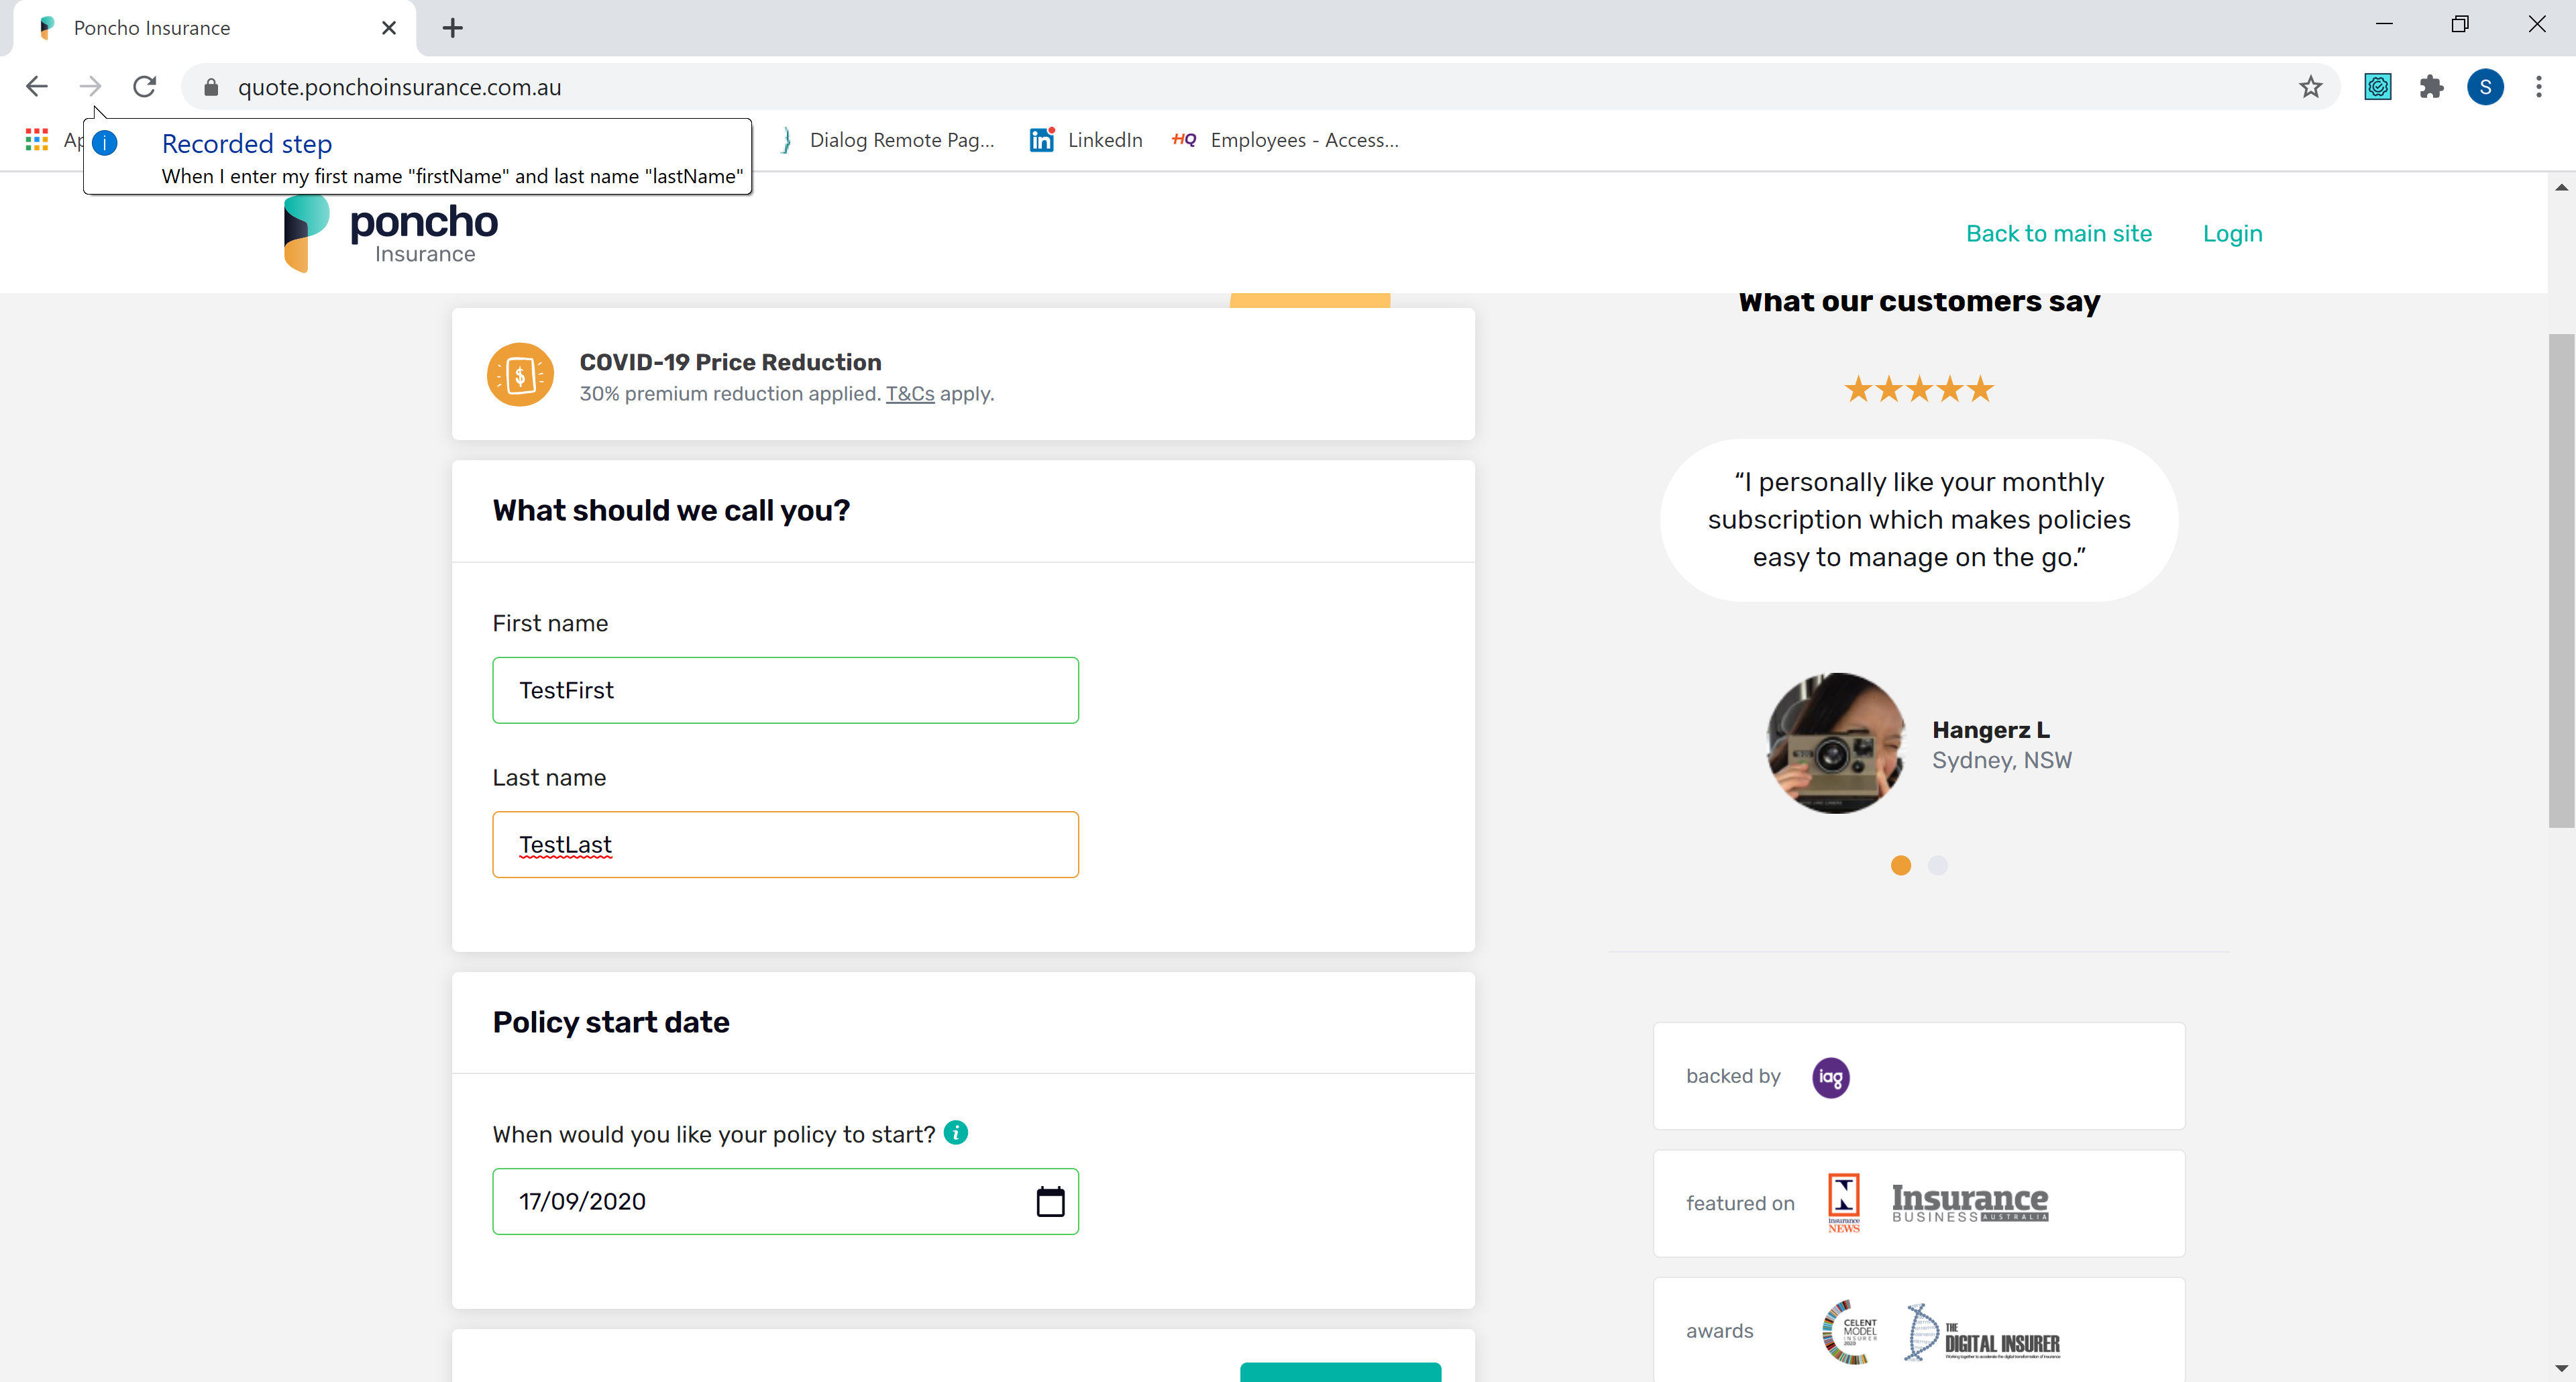 Poncho Insurance
quote.ponchoinsurance.com.au
S
Ap
Recorded step
When I enter my first name "firstName" and last name "lastName"
Dialog Remote Pag...
LinkedIn
HQ Employees - Access...
poncho
Insurance
Back to main site
Login
COVID-19 Price Reduction
30% premium reduction applied. T&Cs apply.
What should we call you?
First name
TestFirst
Last name
TestLast
Policy start date
When would you like your policy to start?
17/09/2020
What our customers say
“I personally like your monthly
subscription which makes policies
easy to manage on the go.”
Hangerz L
Sydney, NSW
backed by
iag
featured on
Insurance
NEWS
Insurance
BUSINESS AUSTRALIA
awards
CELENT
MODEL
INSURER
2020
THE
DIGITAL INSURER